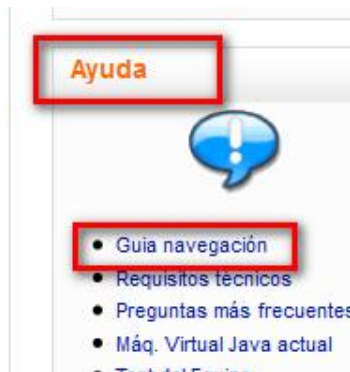 Ayuda
Guia navegación
Requisitos técnicos
Preguntas más frecuentes
Máq. Virtual Java actual